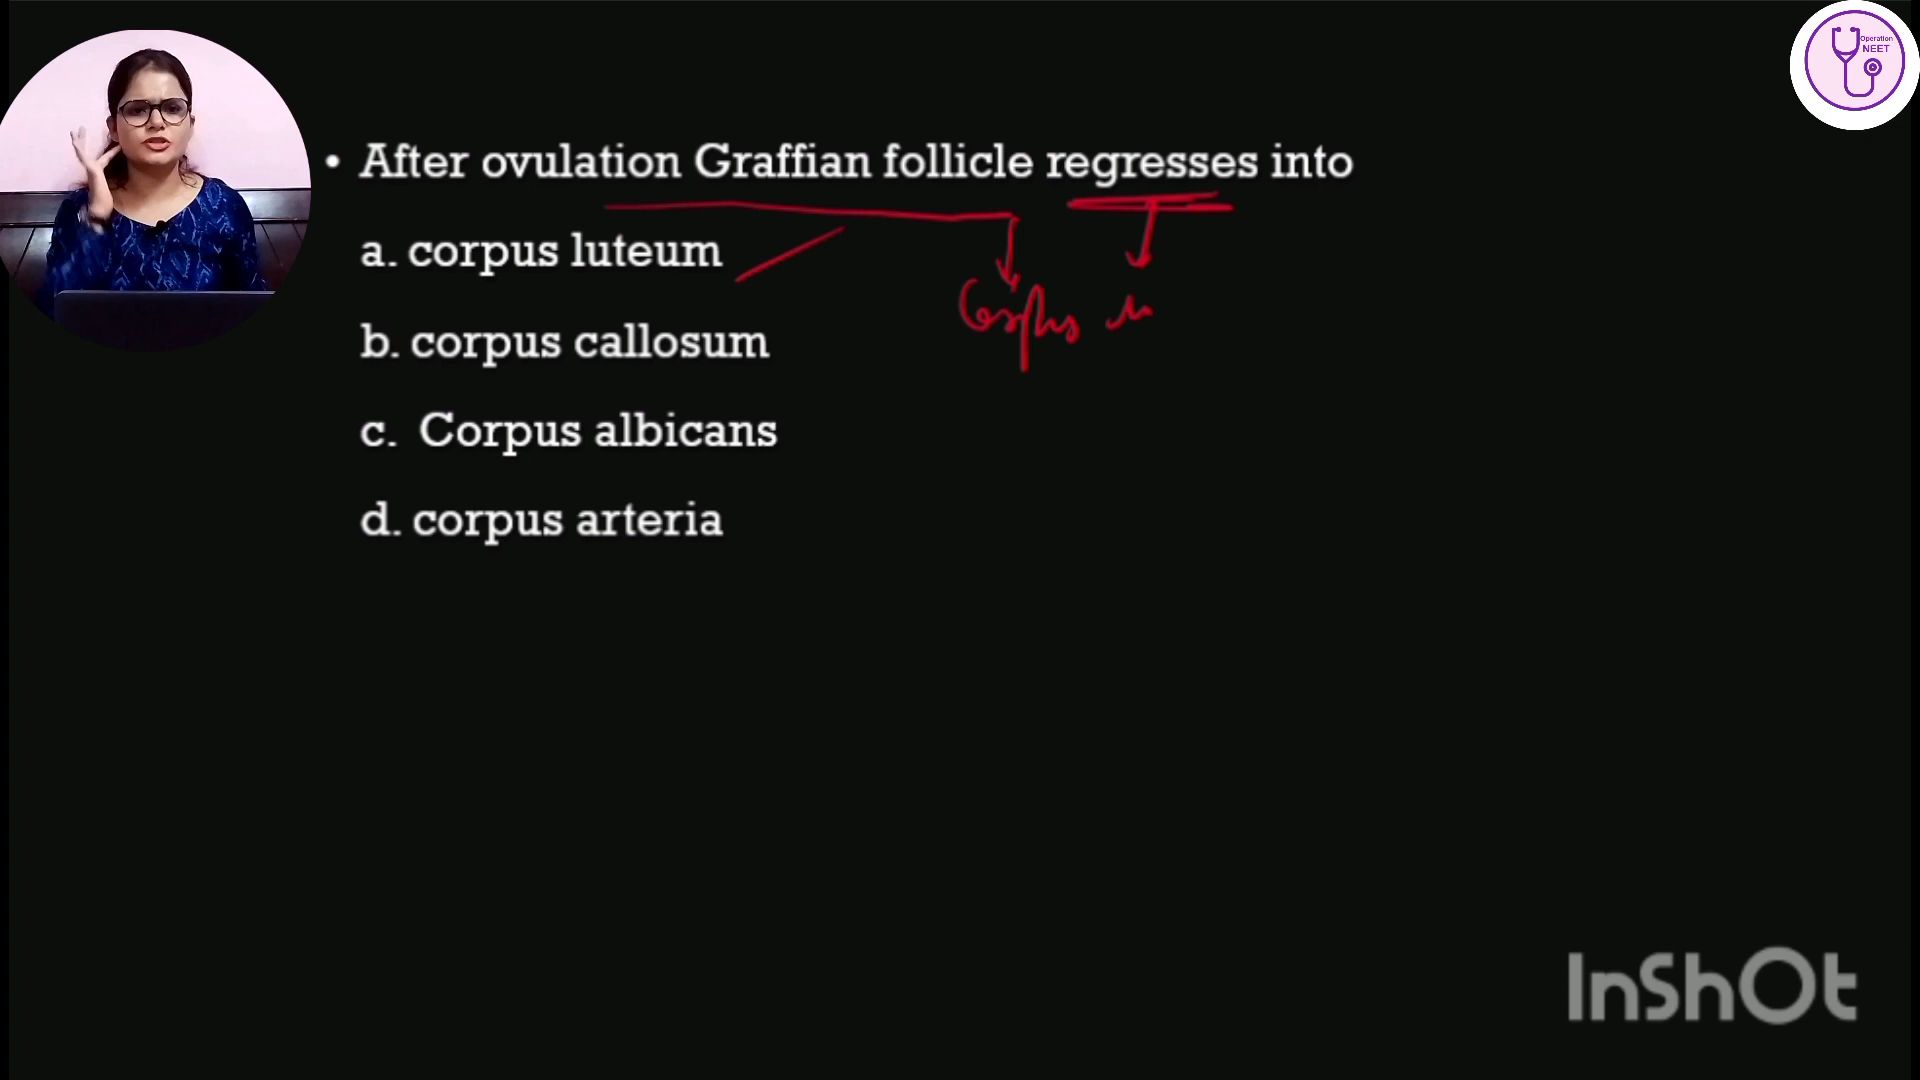 Operation
NEET
• After ovulation Graffian follicle regresses into
a. corpus luteum
Corpus
b. corpus callosum
c. Corpus albicans
d. corpus arteria
InShOt